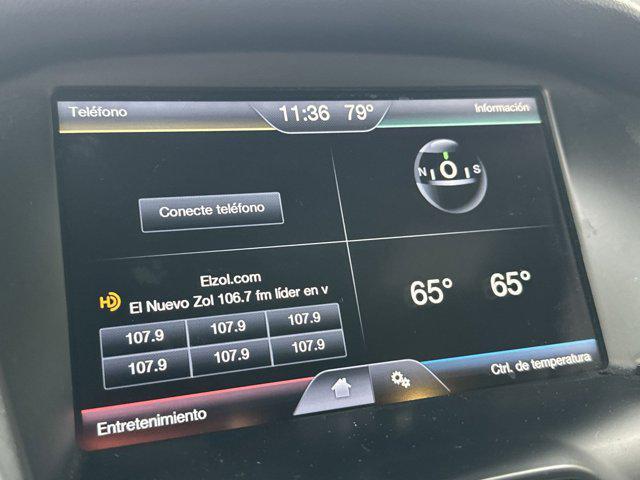 Teléfono
11:36 79°
Información
N O S
Conecte teléfono
Elzol.com
HD El Nuevo Zol 106.7 fm líder en v
107.9 107.9 107.9
107.9 107.9 107.9
65° 65°
Entretenimiento
Ctrl. de temperatura